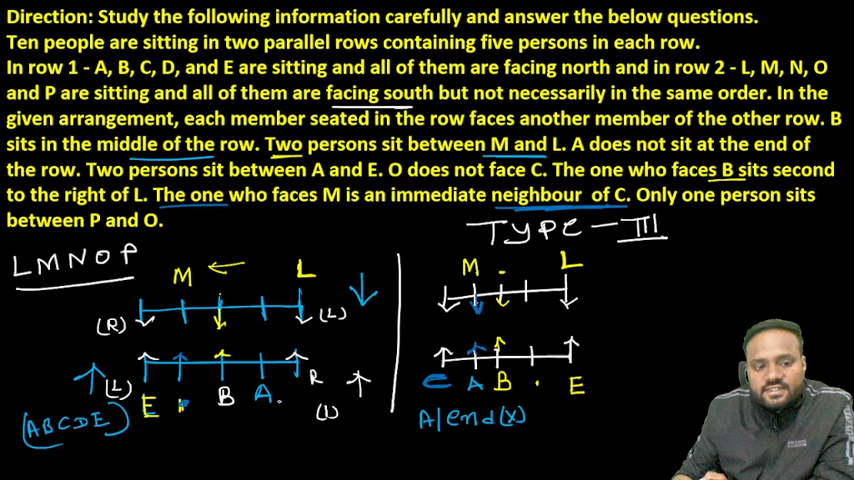 Direction: Study the following information carefully and answer the below questions.
Ten people are sitting in two parallel rows containing five persons in each row.
In row 1 - A, B, C, D, and E are sitting and all of them are facing north and in row 2 - L, M, N, O
and P are sitting and all of them are facing south but not necessarily in the same order. In the
given arrangement, each member seated in the row faces another member of the other row. B
sits in the middle of the row. Two persons sit between M and L. A does not sit at the end of
the row. Two persons sit between A and E. O does not face C. The one who faces B sits second
to the right of L. The one who faces M is an immediate neighbour of C. Only one person sits
between P and O.
TYPE-III
LMNOP
M L
(R) (L)
(L) R
E B A
(1)
(ABCDE)
M L
C A B E
A/end(x)